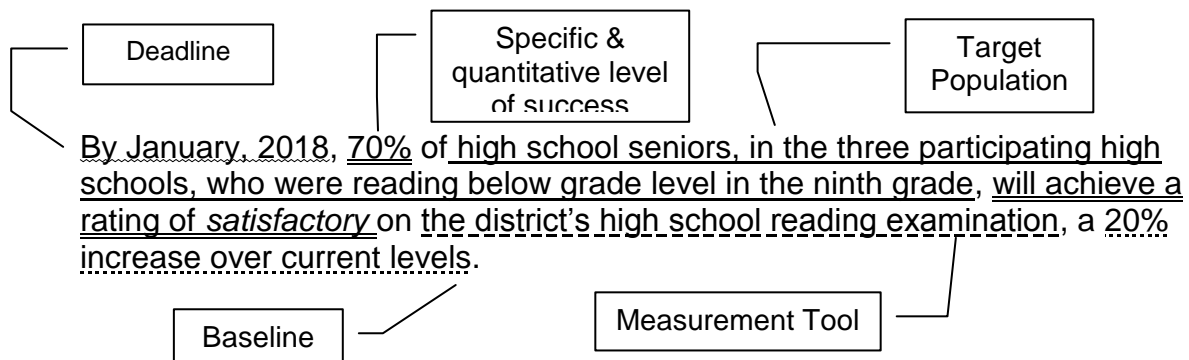 Deadline
Specific &
quantitative level
of success
Target
Population
By January, 2018, 70% of high school seniors, in the three participating high
schools, who were reading below grade level in the ninth grade, will achieve a
rating of satisfactory on the district's high school reading examination, a 20%
increase over current levels.
Baseline
Measurement Tool